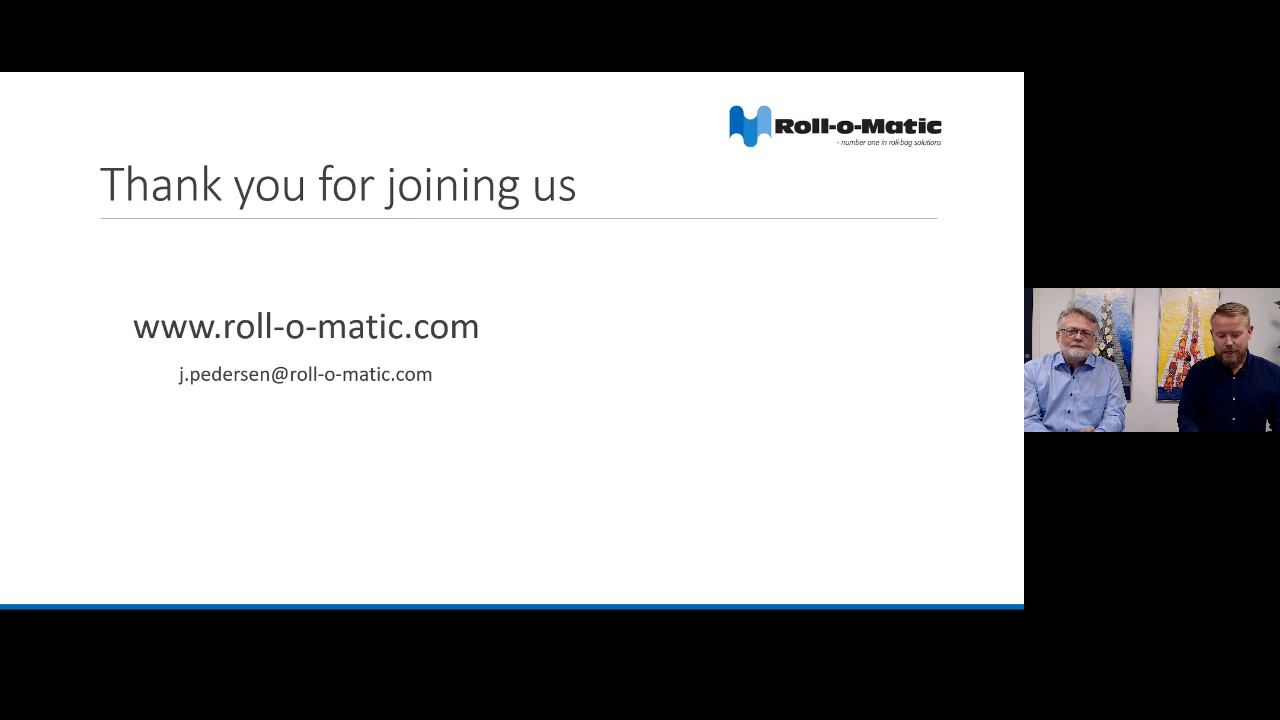 Roll-o-Matic
- number one in roll-bag solutions
Thank you for joining us
www.roll-o-matic.com
j.pedersen@roll-o-matic.com